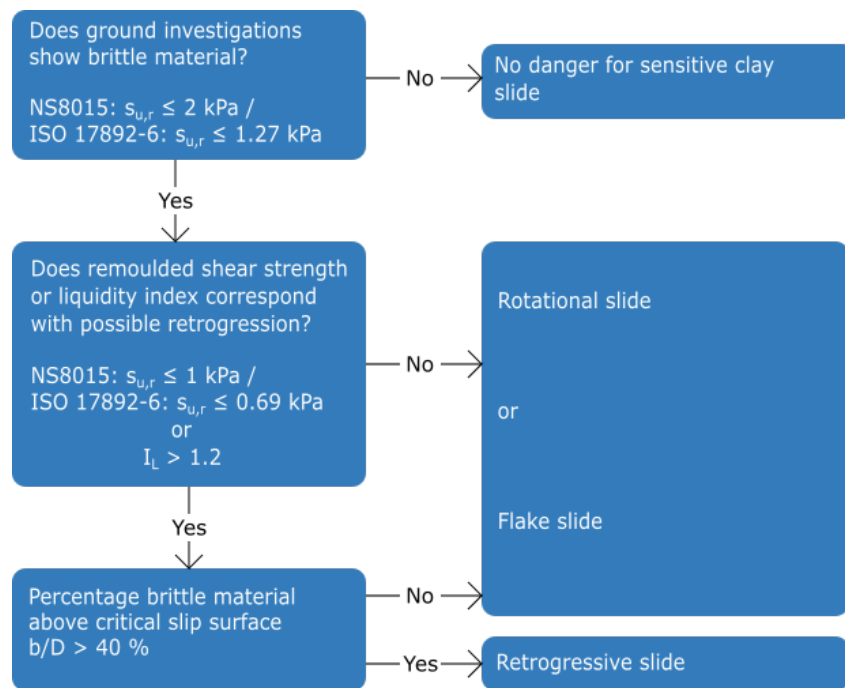 Does ground investigations
show brittle material?
NS8015: su,r ≤ 2 kPa /
ISO 17892-6: su,r ≤ 1.27 kPa
No
No danger for sensitive clay
slide
Yes
Does remoulded shear strength
or liquidity index correspond
with possible retrogression?
NS8015: su,r ≤ 1 kPa /
ISO 17892-6: su,r ≤ 0.69 kPa
or
IL > 1.2
No
Rotational slide
or
Flake slide
Yes
Percentage brittle material
above critical slip surface
b/D > 40 %
No
Yes
Retrogressive slide